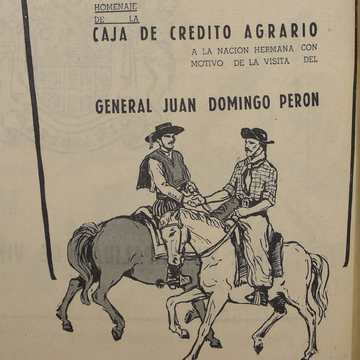 HOMENAJE
DE LA
CAJA DE CREDITO AGRARIO
A LA NACION HERMANA CON
MOTIVO DE LA VISITA DEL
GENERAL JUAN DOMINGO PERON